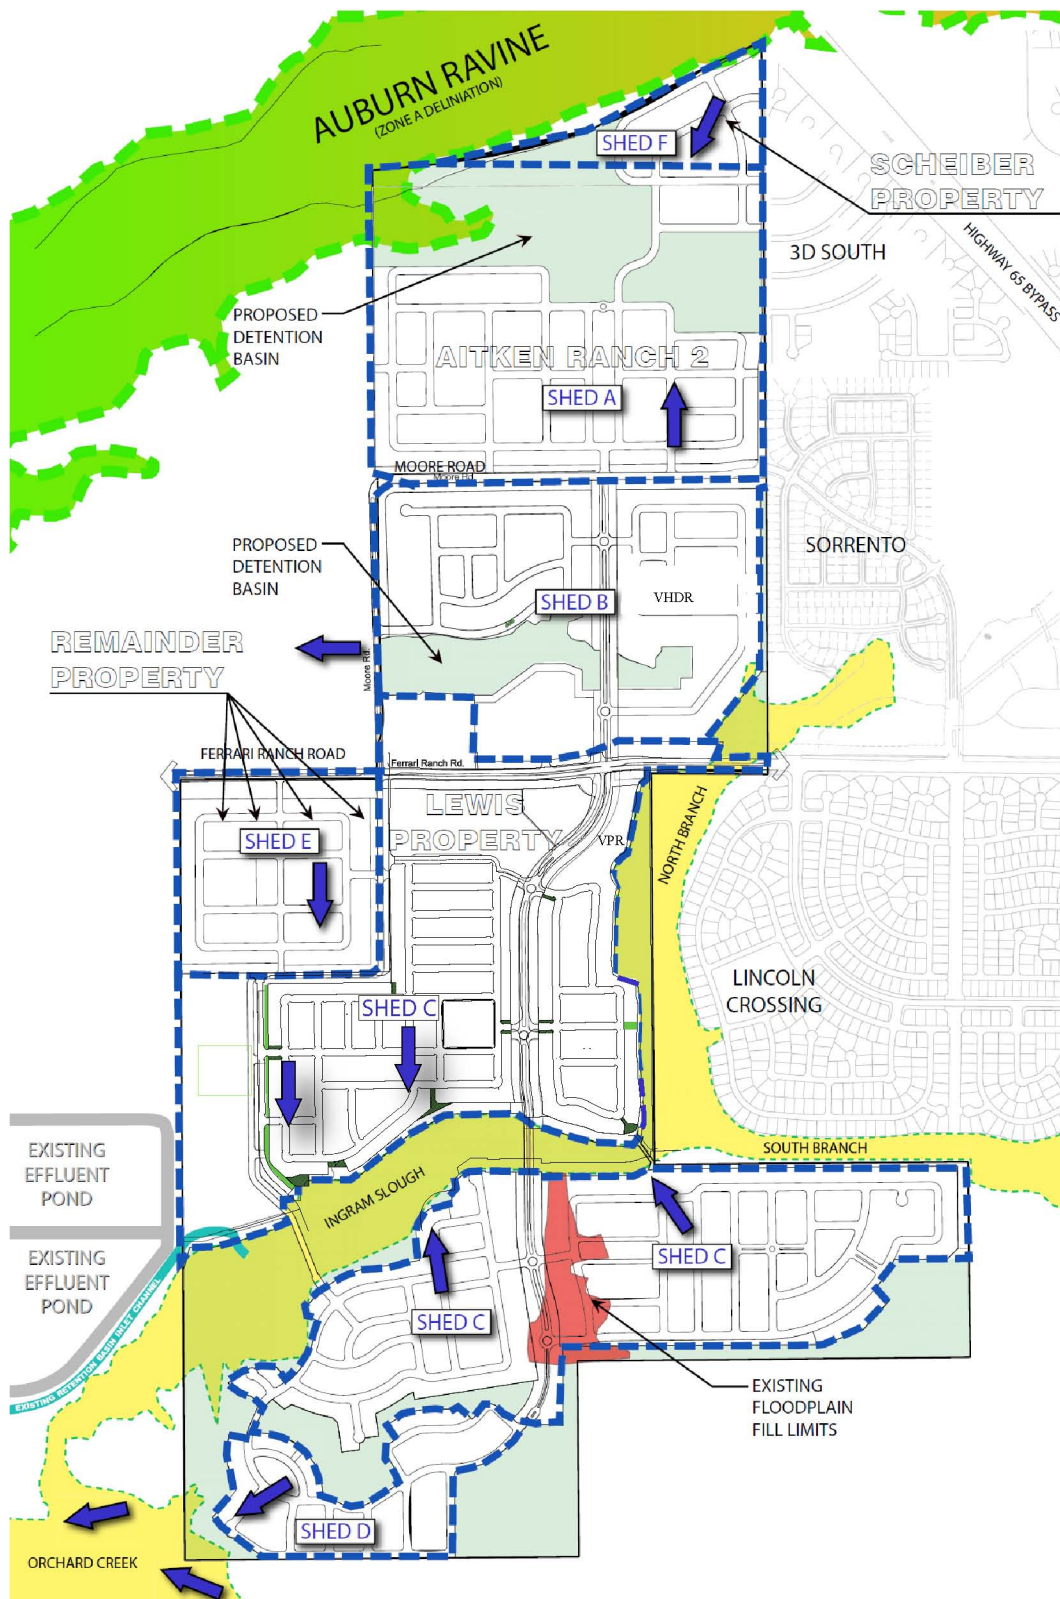 AUBURN RAVINE
(ZONE A DELINIATION)
SHED F
SCHEIBER
PROPERTY
HIGHWAY 65 BYPASS
3D SOUTH
PROPOSED
DETENTION
BASIN
AITKEN RANCH 2
SHED A
MOORE ROAD
Moore Rd.
SORRENTO
PROPOSED
DETENTION
BASIN
SHED B
VHDR
REMAINDER
PROPERTY
Moore Rd.
FERRARI RANCH ROAD
Ferrari Ranch Rd.
LEWIS
PROPERTY
VPR
NORTH BRANCH
SHED E
LINCOLN
CROSSING
SHED C
EXISTING
EFFLUENT
POND
SOUTH BRANCH
INGRAM SLOUGH
EXISTING
EFFLUENT
POND
SHED C
SHED C
EXISTING RETENTION BASIN INLET CHANNEL
EXISTING
FLOODPLAIN
FILL LIMITS
SHED D
ORCHARD CREEK